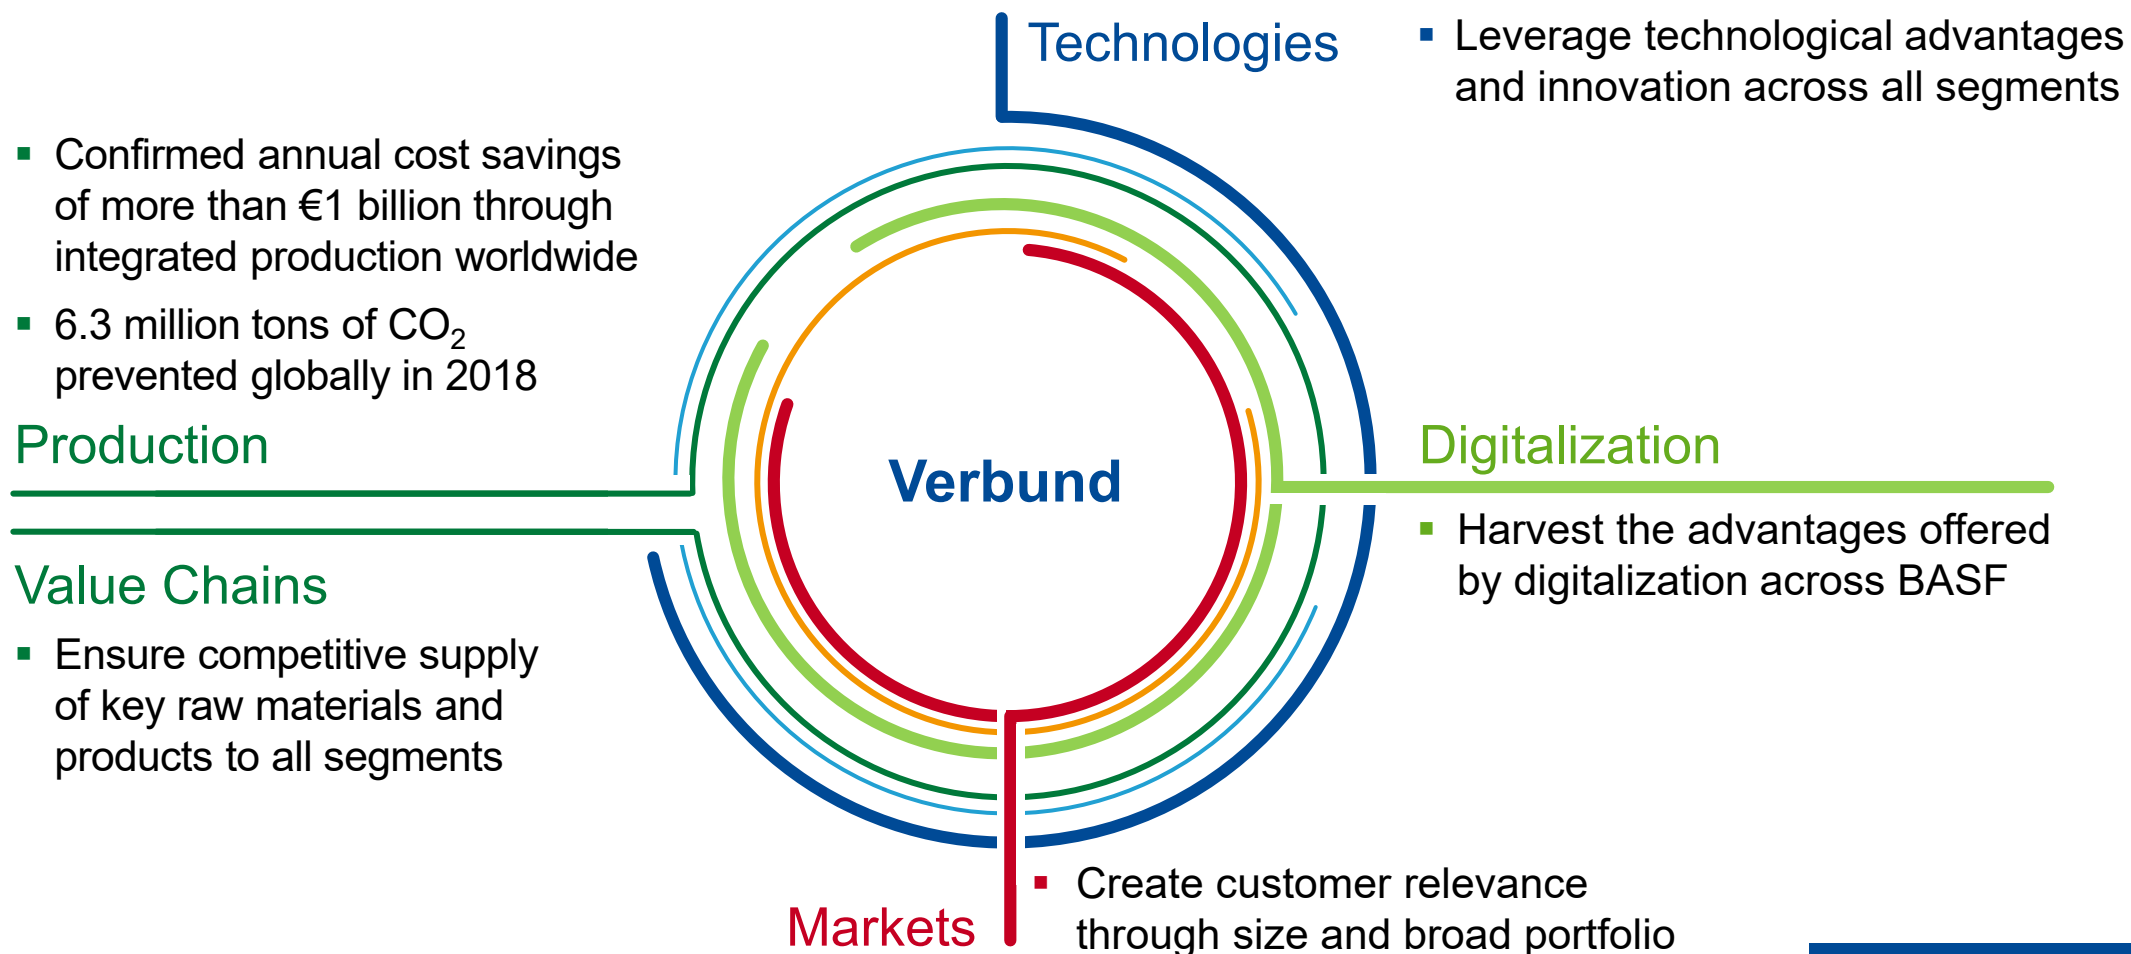 Technologies
▪ Leverage technological advantages
and innovation across all segments
▪ Confirmed annual cost savings
of more than €1 billion through
integrated production worldwide
▪ 6.3 million tons of CO₂
prevented globally in 2018
Production
Value Chains
▪ Ensure competitive supply
of key raw materials and
products to all segments
Verbund
Digitalization
▪ Harvest the advantages offered
by digitalization across BASF
Markets
▪ Create customer relevance
through size and broad portfolio